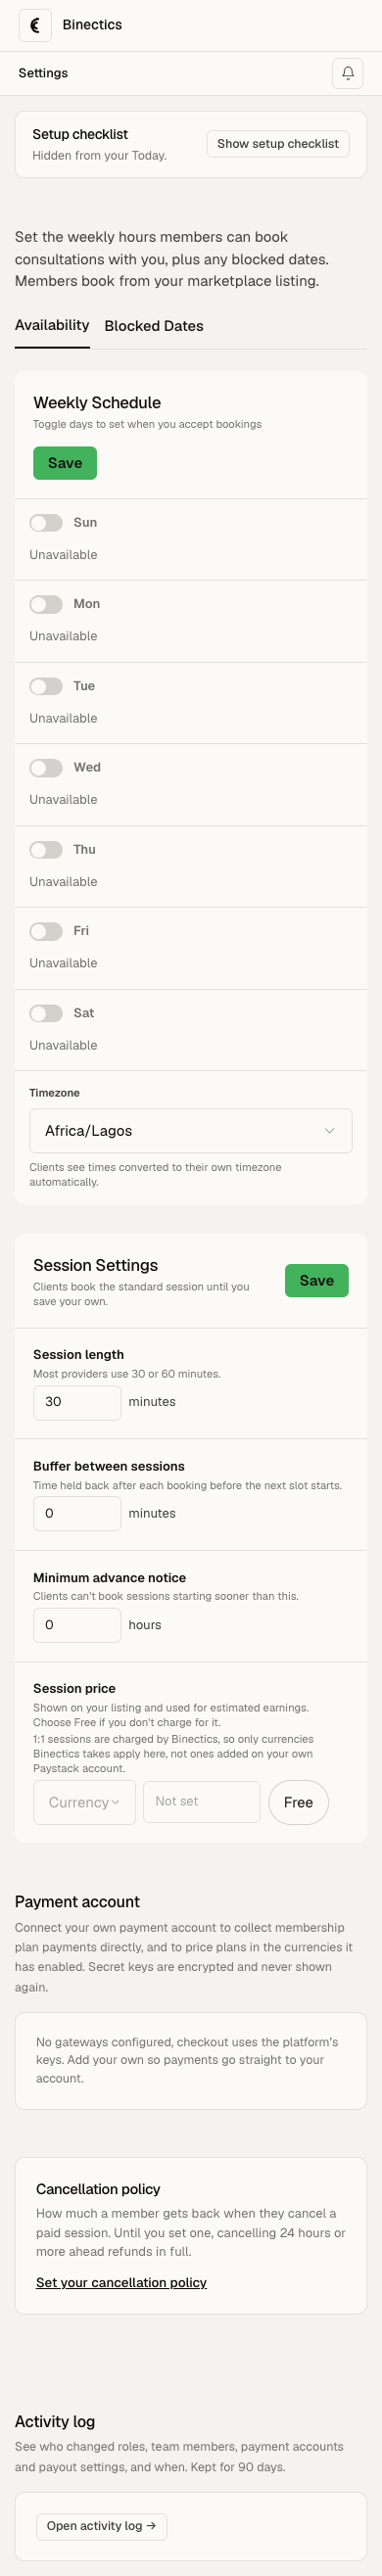 Binectics
Settings
Setup checklist
Hidden from your Today.
Show setup checklist
Set the weekly hours members can book
consultations with you, plus any blocked dates.
Members book from your marketplace listing.
Availability
Blocked Dates
Weekly Schedule
Toggle days to set when you accept bookings
Save
Sun
Unavailable
Mon
Unavailable
Tue
Unavailable
Wed
Unavailable
Thu
Unavailable
Fri
Unavailable
Sat
Unavailable
Timezone
Africa/Lagos
Clients see times converted to their own timezone
automatically.
Session Settings
Clients book the standard session until you
save your own.
Save
Session length
Most providers use 30 or 60 minutes.
30 minutes
Buffer between sessions
Time held back after each booking before the next slot starts.
0 minutes
Minimum advance notice
Clients can't book sessions starting sooner than this.
0 hours
Session price
Shown on your listing and used for estimated earnings.
Choose Free if you don't charge for it.
1:1 sessions are charged by Binectics, so only currencies
Binectics takes apply here, not ones added on your own
Paystack account.
Currency
Not set
Free
Payment account
Connect your own payment account to collect membership
plan payments directly, and to price plans in the currencies it
has enabled. Secret keys are encrypted and never shown
again.
No gateways configured, checkout uses the platform's
keys. Add your own so payments go straight to your
account.
Cancellation policy
How much a member gets back when they cancel a
paid session. Until you set one, cancelling 24 hours or
more ahead refunds in full.
Set your cancellation policy
Activity log
See who changed roles, team members, payment accounts
and payout settings, and when. Kept for 90 days.
Open activity log →